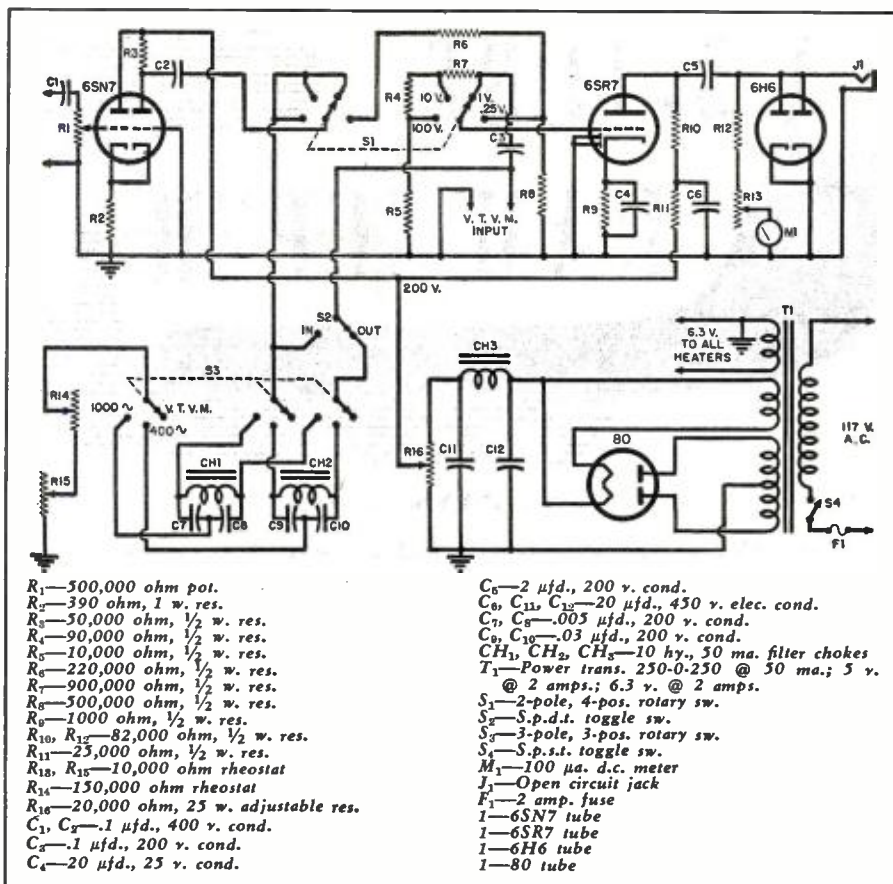 R3
C1
6SN7
C2
R1
R2
S1
R6
R7
R4
10 V.
1 V.
.25 V.
100 V.
C3
R5
V. T. V. M.
INPUT
R8
6SR7
R9
C4
C5
R10
R11
C6
R12
6H6
R13
M1
J1
200 V.
S2
IN
OUT
S3
R14
1000 ~
V. T. V. M.
400 ~
R15
CH1
CH2
C7
C8
C9
C10
CH3
R16
C11
C12
6.3 V.
TO ALL
HEATERS
T1
80
117 V.
A.C.
S4
F1
R1—500,000 ohm pot.
R2—390 ohm, 1 w. res.
R3—50,000 ohm, ½ w. res.
R4—90,000 ohm, ½ w. res.
R5—10,000 ohm, ½ w. res.
R6—220,000 ohm, ½ w. res.
R7—900,000 ohm, ½ w. res.
R8—500,000 ohm, ½ w. res.
R9—1000 ohm, ½ w. res.
R10, R12—82,000 ohm, ½ w. res.
R11—25,000 ohm, ½ w. res.
R13, R15—10,000 ohm rheostat
R14—150,000 ohm rheostat
R16—20,000 ohm, 25 w. adjustable res.
C1, C2—.1 μfd., 400 v. cond.
C3—.1 μfd., 200 v. cond.
C4—20 μfd., 25 v. cond.
C5—2 μfd., 200 v. cond.
C6, C11, C12—20 μfd., 450 v. elec. cond.
C7, C8—.005 μfd., 200 v. cond.
C9, C10—.03 μfd., 200 v. cond.
CH1, CH2, CH3—10 hy., 50 ma. filter chokes
T1—Power trans. 250-0-250 @ 50 ma.; 5 v.
@ 2 amps.; 6.3 v. @ 2 amps.
S1—2-pole, 4-pos. rotary sw.
S2—S.p.d.t. toggle sw.
S3—3-pole, 3-pos. rotary sw.
S4—S.p.s.t. toggle sw.
M1—100 μa. d.c. meter
J1—Open circuit jack
F1—2 amp. fuse
1—6SN7 tube
1—6SR7 tube
1—6H6 tube
1—80 tube